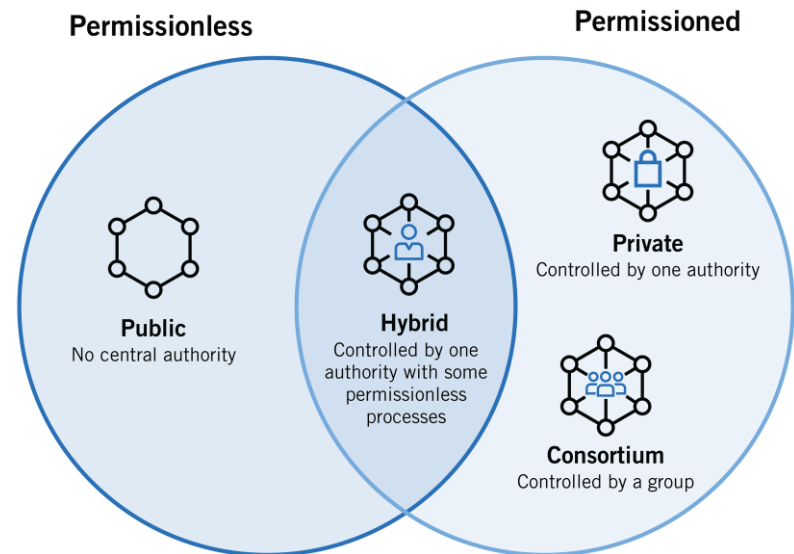 Permissionless
Permissioned
Public
No central authority
Hybrid
Controlled by one
authority with some
permissionless
processes
Private
Controlled by one authority
Consortium
Controlled by a group